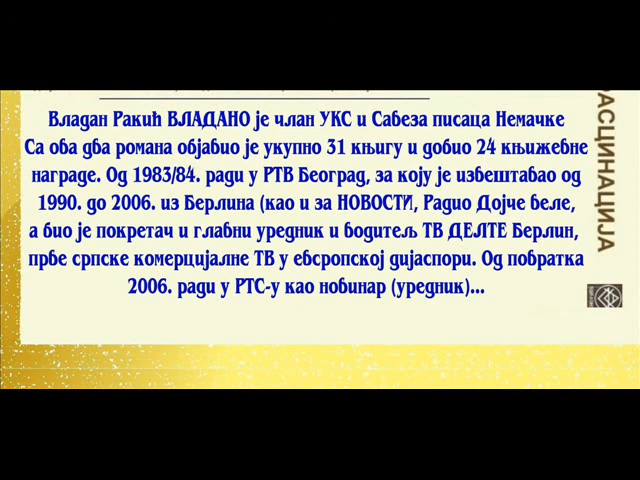 Владан Ракић ВЛАДАНО је члан УКС и Савеза писаца Немачке
Са ова два романа објавио је укупно 31 књигу и добио 24 књижевне
награде. Од 1983/84. ради у РТВ Београд, за коју је извештавао од
1990. до 2006. из Берлина (као и за НОВОСТИ, Радио Дојче веле,
а био је покретач и главни уредник и водитељ ТВ ДЕЛТЕ Берлин,
прве српске комерцијалне ТВ у евсропској дијаспори. Од повратка
2006. ради у РТС-у као новинар (уредник)...
АСЦИНАЦИЈА